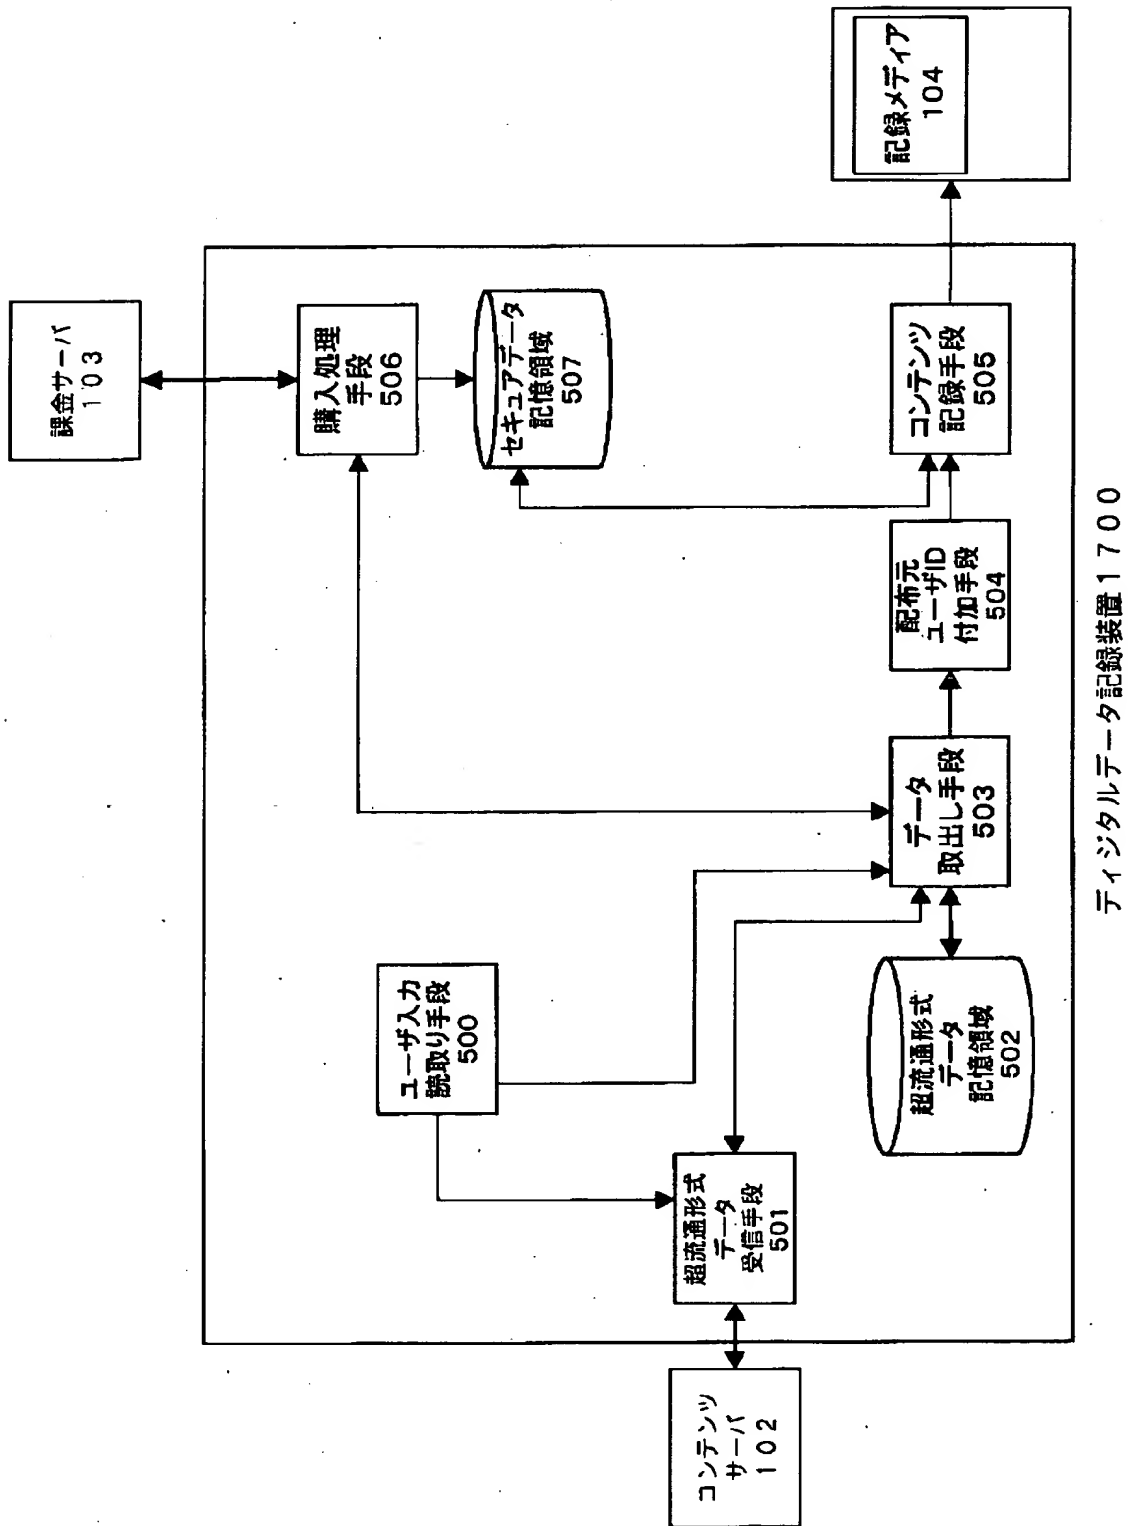 課金サーバ
103
購入処理
手段
506
セキュアデータ
記憶領域
507
記録メディア
104
コンテンツ
記録手段
505
配布元
ユーザID
付加手段
504
データ
取出し手段
503
ユーザ入力
読取り手段
500
超流通形式
データ
受信手段
501
超流通形式
データ
記憶領域
502
コンテンツ
サーバ
102
ディジタルデータ記録装置1700